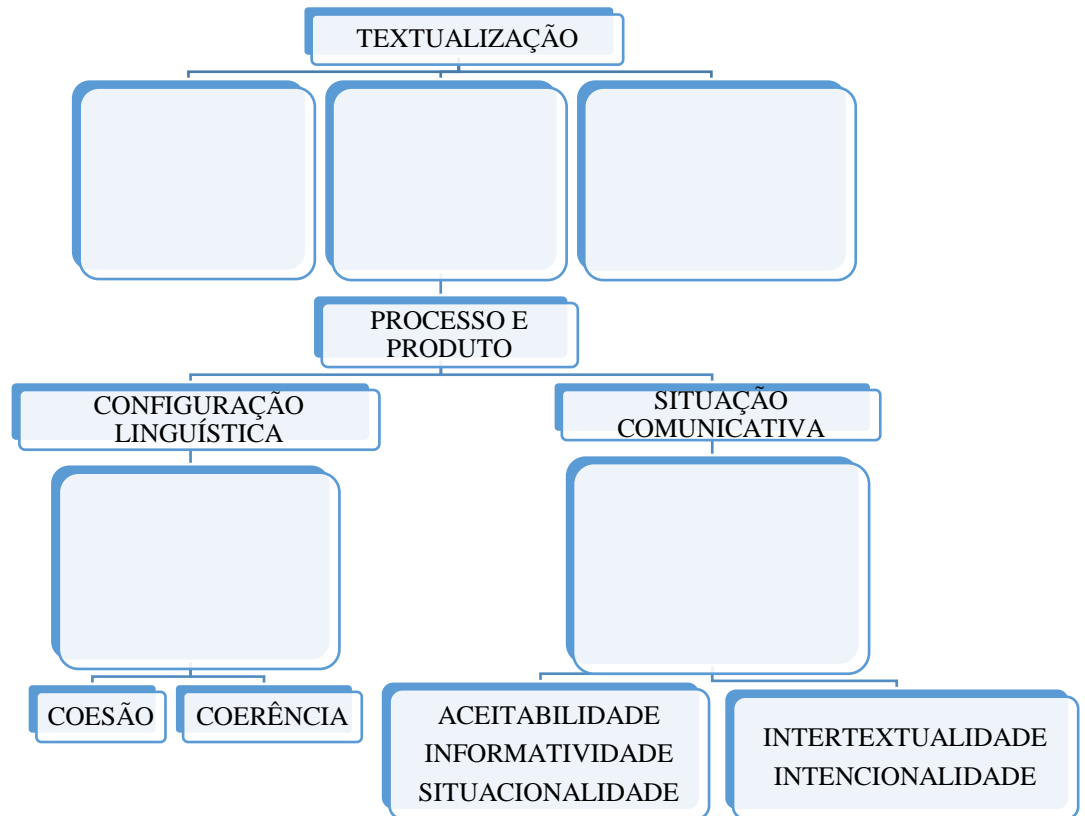 TEXTUALIZAÇÃO
PROCESSO E
PRODUTO
CONFIGURAÇÃO
LINGUÍSTICA
SITUAÇÃO
COMUNICATIVA
COESÃO
COERÊNCIA
ACEITABILIDADE
INFORMATIVIDADE
SITUACIONALIDADE
INTERTEXTUALIDADE
INTENCIONALIDADE